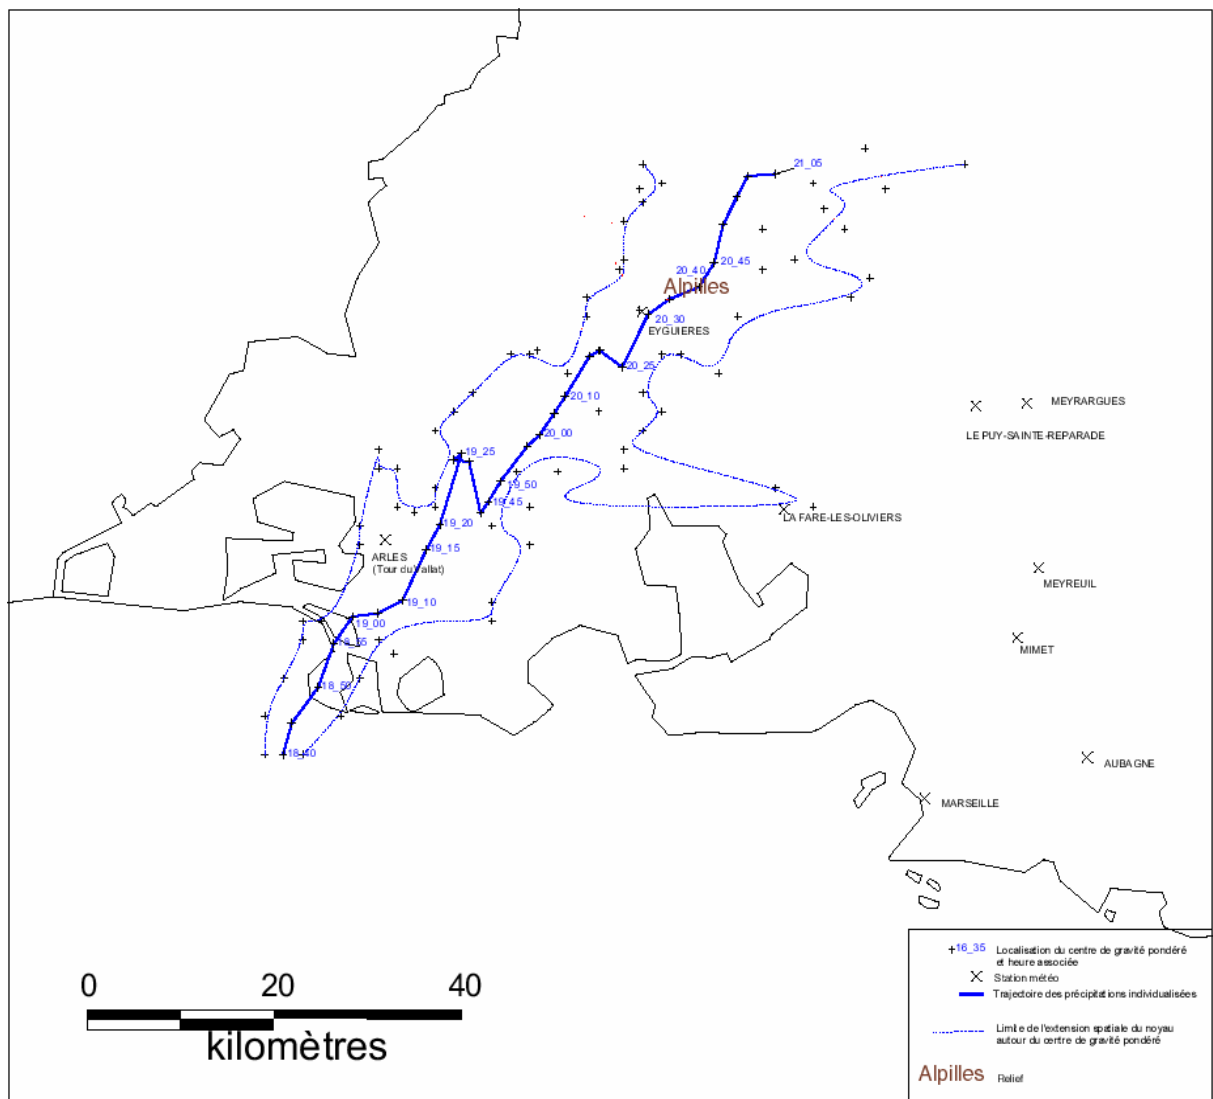 21_05
20_45
20_40
Alpilles
20_30
EYGUIERES
20_25
20_10
MEYRARGUES
LE PUY-SAINTE-REPARADE
20_00
19_25
19_50
19_45
LA FARE-LES-OLIVIERS
19_20
19_15
ARLES
(Tour du Vallat)
MEYREUIL
19_10
19_00
18_55
MIMET
18_50
18_40
AUBAGNE
MARSEILLE
0 20 40
kilomètres
16_35 Localisation du centre de gravité pondéré
et heure associée
Station météo
Trajectoire des précipitations individualisées
Limite de l'extension spatiale du noyau
autour du centre de gravité pondéré
Alpilles Relief